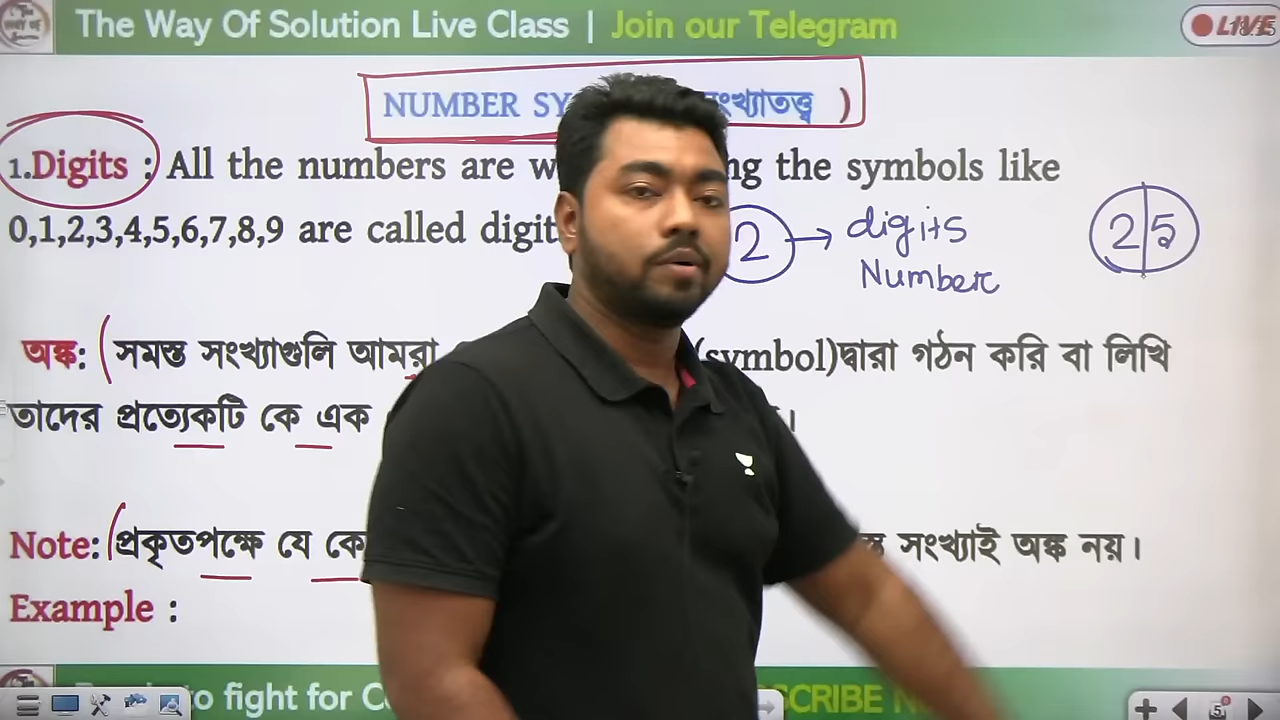 The Way Of Solution Live Class | Join our Telegram
LIVE
NUMBER SY সংখ্যাতত্ত্ব )
1.Digits : All the numbers are w ng the symbols like
0,1,2,3,4,5,6,7,8,9 are called digit 2 → digits 2|5
Number
অঙ্ক: (সমস্ত সংখ্যাগুলি আমরা (symbol)দ্বারা গঠন করি বা লিখি
তাদের প্রত্যেকটি কে এক
Note: (প্রকৃতপক্ষে যে কে সংখ্যাই অঙ্ক নয়।
Example :
to fight for C SCRIBE N
5